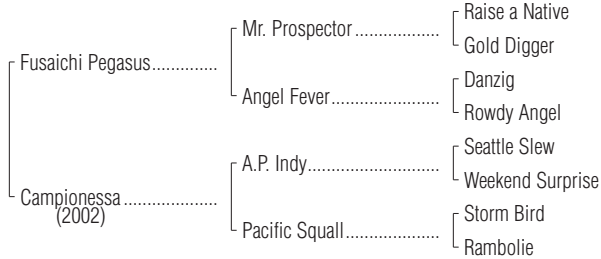 Raise a Native
Mr. Prospector ....................
Gold Digger
Fusaichi Pegasus..............
Danzig
Angel Fever..........................
Rowdy Angel
Seattle Slew
A.P. Indy................................
Weekend Surprise
Campionessa ....................
(2002)
Storm Bird
Pacific Squall.......................
Rambolie